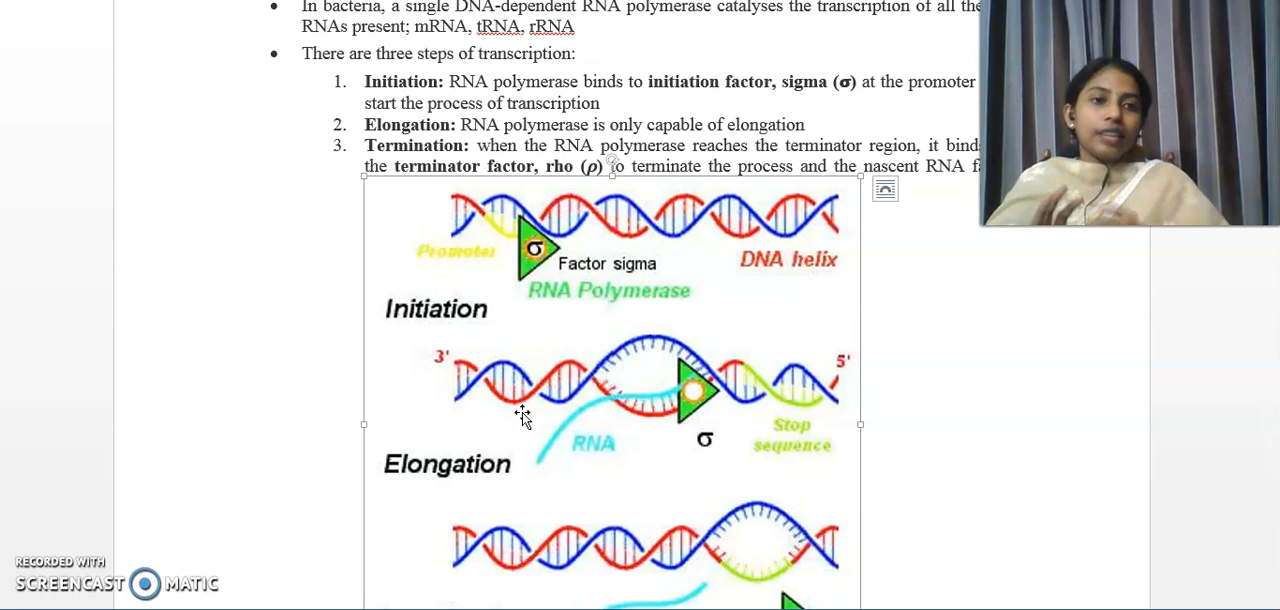 In bacteria, a single DNA-dependent RNA polymerase catalyses the transcription of all the
RNAs present; mRNA, tRNA, rRNA
There are three steps of transcription:
1. Initiation: RNA polymerase binds to initiation factor, sigma (σ) at the promoter
start the process of transcription
2. Elongation: RNA polymerase is only capable of elongation
3. Termination: when the RNA polymerase reaches the terminator region, it
the terminator factor, rho (ρ) to terminate the process and the nascent RNA
Promoter
σ
Factor sigma
DNA helix
RNA Polymerase
Initiation
3'
5'
RNA
σ
Stop
sequence
Elongation
RECORDED WITH
SCREENCAST MATIC